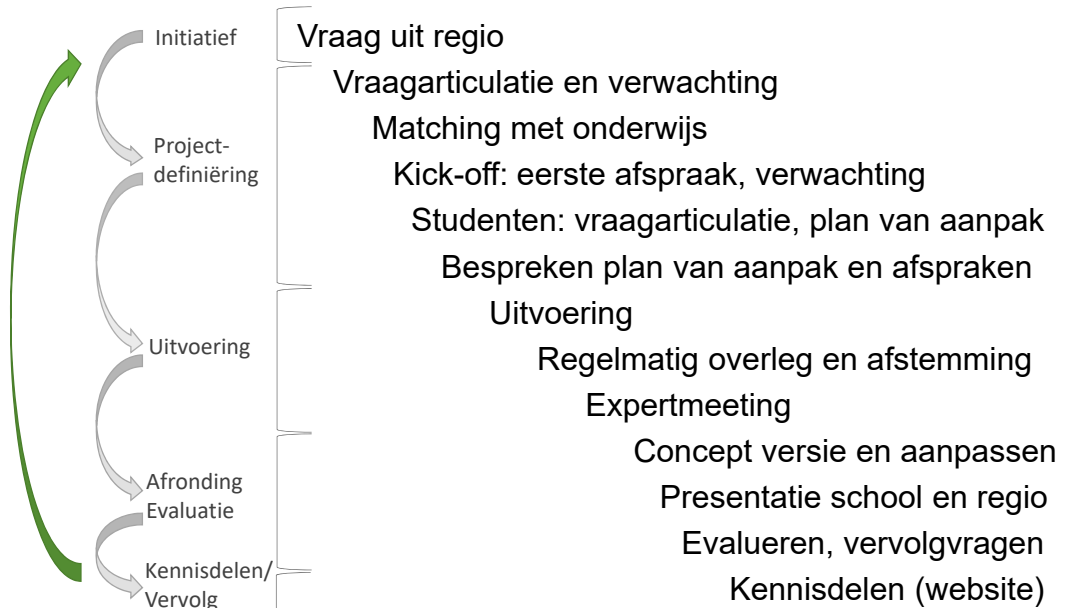 Initiatief
Vraag uit regio
Vraagarticulatie en verwachting
Matching met onderwijs
Project-
definiëring
Kick-off: eerste afspraak, verwachting
Studenten: vraagarticulatie, plan van aanpak
Bespreken plan van aanpak en afspraken
Uitvoering
Uitvoering
Regelmatig overleg en afstemming
Expertmeeting
Concept versie en aanpassen
Afronding
Evaluatie
Presentatie school en regio
Evalueren, vervolgvragen
Kennisdelen/
Vervolg
Kennisdelen (website)